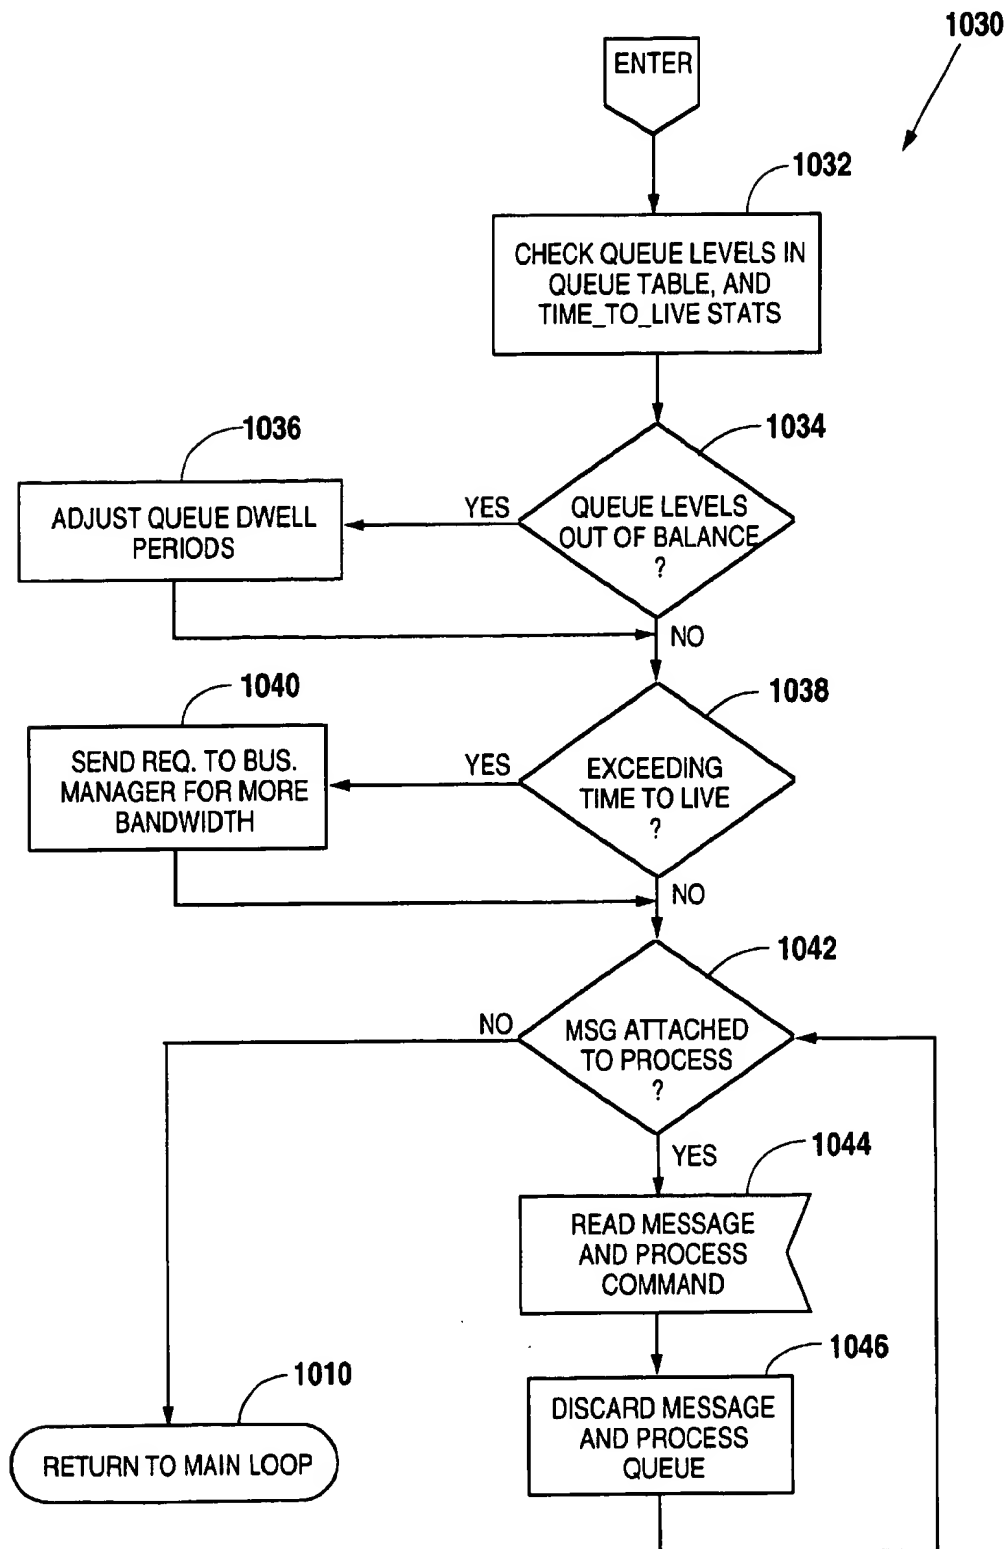 1030
ENTER
1032
CHECK QUEUE LEVELS IN
QUEUE TABLE, AND
TIME_TO_LIVE STATS
1034
QUEUE LEVELS
OUT OF BALANCE
?
YES
1036
ADJUST QUEUE DWELL
PERIODS
NO
1038
EXCEEDING
TIME TO LIVE
?
YES
1040
SEND REQ. TO BUS.
MANAGER FOR MORE
BANDWIDTH
NO
1042
MSG ATTACHED
TO PROCESS
?
NO
YES
1044
READ MESSAGE
AND PROCESS
COMMAND
1046
DISCARD MESSAGE
AND PROCESS
QUEUE
1010
RETURN TO MAIN LOOP